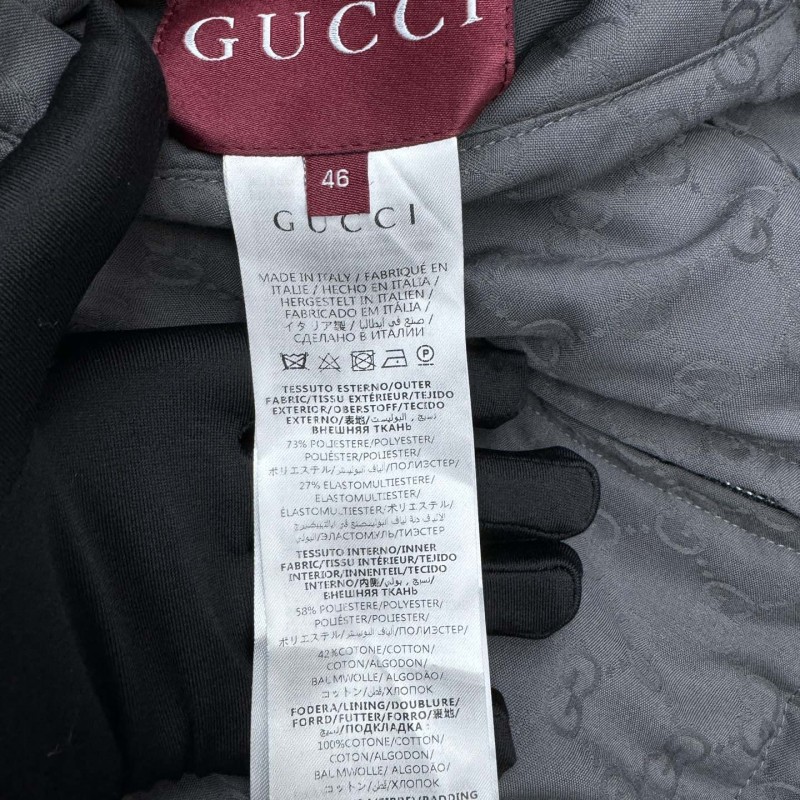 GUCCI
46
GUCCI
MADE IN ITALY / FABRIQUÉ EN
ITALIE / HECHO EN ITALIA /
HERGESTELT IN ITALIEN /
FABRICADO EM ITÁLIA /
イタリア製 / صنع في أيطاليا /
СДЕЛАНО В ИТАЛИИ
P
TESSUTO ESTERNO/OUTER
FABRIC/TISSU EXTÉRIEUR/TEJIDO
EXTERIOR/OBERSTOFF/TECIDO
EXTERNO/表地/
ВНЕШНЯЯ ТКАНЬ
73% POLIESTERE/POLYESTER/
POLIÉSTER/POLIESTER/
ポリエステル/ПОЛИЭСТЕР/
27% ELASTOMULTIESTERE/
ELASTOMULTIESTER/
ÉLASTOMULTIESTER/ポリエステル/
/ЭЛАСТОМУЛЬТИЭСТЕР
TESSUTO INTERNO/INNER
FABRIC/TISSU INTÉRIEUR/TEJIDO
INTERIOR/INNENTEIL/TECIDO
INTERNO/内側/
ВНЕШНЯЯ ТКАНЬ
58% POLIESTERE/POLYESTER/
POLIÉSTER/POLIESTER/
ポリエステル/ПОЛИЭСТЕР/
42%COTONE/COTTON/
COTON/ALGODON/
BAUMWOLLE/ALGODÃO/
コットン/قطن/ХЛОПОК
FODERA/LINING/DOUBLURE/
FORRO/FUTTER/FORRO/裏地/
/ПОДКЛАДКА
100%COTONE/COTTON/
COTON/ALGODON/
BAUMWOLLE/ALGODÃO/
コットン/قطن/ХЛОПОК